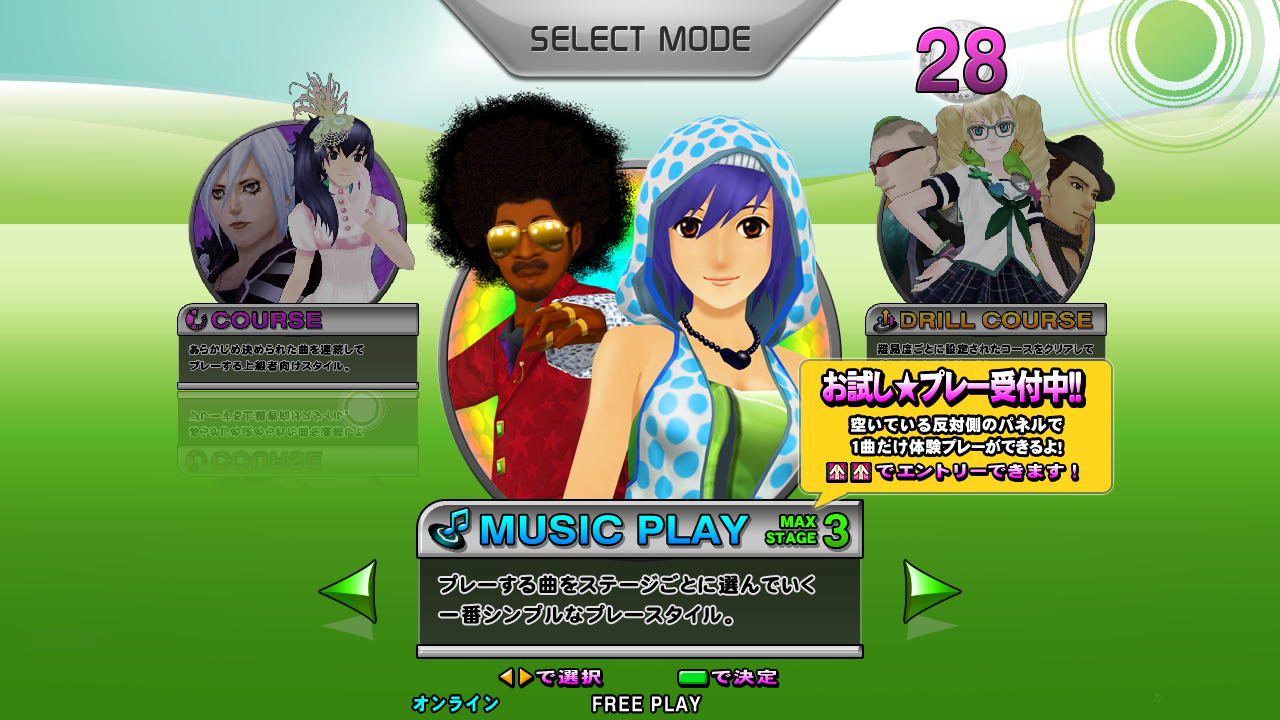 SELECT MODE
28
COURSE
あらかじめ決められた曲を連続して
プレーする上級者向けスタイル。
DRILL COURSE
難易度ごとに設定されたコースをクリアして
お試し★プレー受付中!!
空いている反対側のパネルで
1曲だけ体験プレーができるよ!
でエントリーできます！
MUSIC PLAY
MAX STAGE 3
プレーする曲をステージごとに選んでいく
一番シンプルなプレースタイル。
で選択
で決定
オンライン
FREE PLAY